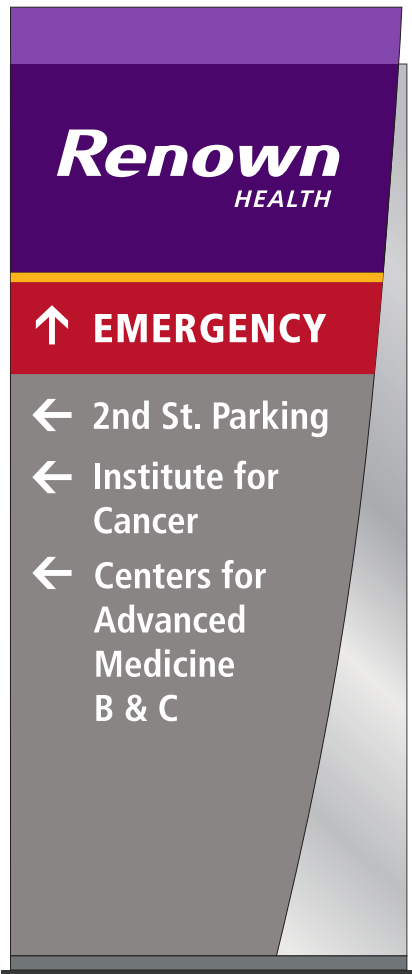 Renown
HEALTH
↑ EMERGENCY
← 2nd St. Parking
← Institute for
Cancer
← Centers for
Advanced
Medicine
B & C